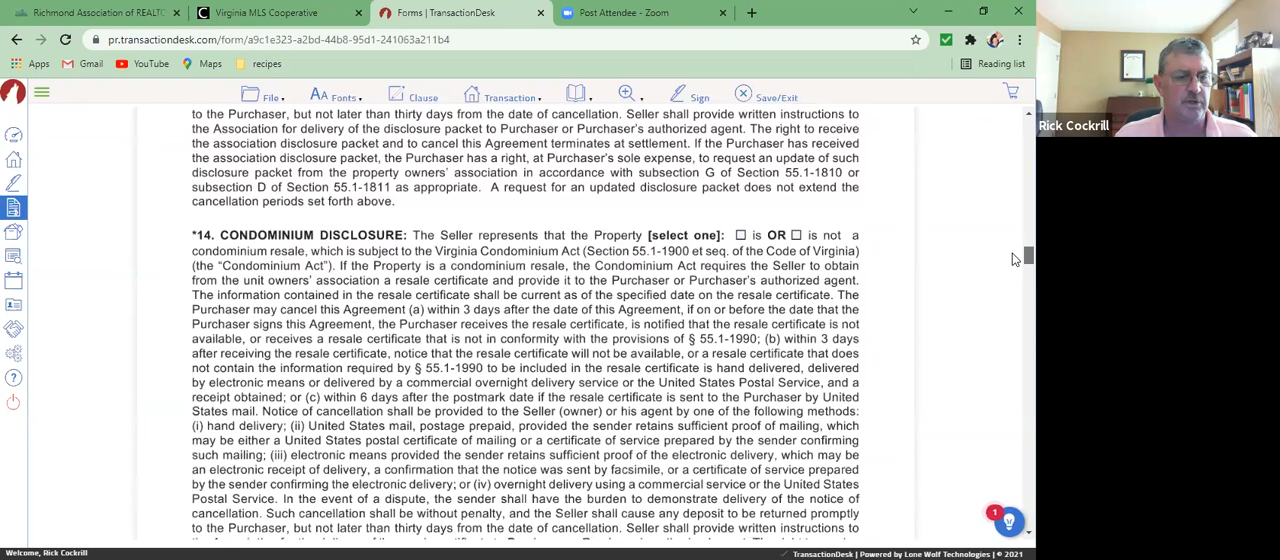 Richmond Association of REALTO
Virginia MLS Cooperative
Forms | TransactionDesk
Post Attendee - Zoom
pr.transactiondesk.com/form/a9c1e323-a2bd-44b8-95d1-241063a211b4
Apps Gmail YouTube Maps recipes Reading list
File Fonts Clause Transaction Sign Save/Exit
Rick Cockrill
to the Purchaser, but not later than thirty days from the date of cancellation. Seller shall provide written instructions to
the Association for delivery of the disclosure packet to Purchaser or Purchaser's authorized agent. The right to receive
the association disclosure packet and to cancel this Agreement terminates at settlement. If the Purchaser has received
the association disclosure packet, the Purchaser has a right, at Purchaser's sole expense, to request an update of such
disclosure packet from the property owners' association in accordance with subsection G of Section 55.1-1810 or
subsection D of Section 55.1-1811 as appropriate. A request for an updated disclosure packet does not extend the
cancellation periods set forth above.
*14. CONDOMINIUM DISCLOSURE: The Seller represents that the Property [select one]: ☐ is OR ☐ is not a
condominium resale, which is subject to the Virginia Condominium Act (Section 55.1-1900 et seq. of the Code of Virginia)
(the "Condominium Act"). If the Property is a condominium resale, the Condominium Act requires the Seller to obtain
from the unit owners' association a resale certificate and provide it to the Purchaser or Purchaser's authorized agent.
The information contained in the resale certificate shall be current as of the specified date on the resale certificate. The
Purchaser may cancel this Agreement (a) within 3 days after the date of this Agreement, if on or before the date that the
Purchaser signs this Agreement, the Purchaser receives the resale certificate, is notified that the resale certificate is not
available, or receives a resale certificate that is not in conformity with the provisions of § 55.1-1990; (b) within 3 days
after receiving the resale certificate, notice that the resale certificate will not be available, or a resale certificate that does
not contain the information required by § 55.1-1990 to be included in the resale certificate is hand delivered, delivered
by electronic means or delivered by a commercial overnight delivery service or the United States Postal Service, and a
receipt obtained; or (c) within 6 days after the postmark date if the resale certificate is sent to the Purchaser by United
States mail. Notice of cancellation shall be provided to the Seller (owner) or his agent by one of the following methods:
(i) hand delivery; (ii) United States mail, postage prepaid, provided the sender retains sufficient proof of mailing, which
may be either a United States postal certificate of mailing or a certificate of service prepared by the sender confirming
such mailing; (iii) electronic means provided the sender retains sufficient proof of the electronic delivery, which may be
an electronic receipt of delivery, a confirmation that the notice was sent by facsimile, or a certificate of service prepared
by the sender confirming the electronic delivery; or (iv) overnight delivery using a commercial service or the United States
Postal Service. In the event of a dispute, the sender shall have the burden to demonstrate delivery of the notice of
cancellation. Such cancellation shall be without penalty, and the Seller shall cause any deposit to be returned promptly
to the Purchaser, but not later than thirty days from the date of cancellation. Seller shall provide written instructions to
1
Welcome, Rick Cockrill
TransactionDesk | Powered by Lone Wolf Technologies | © 2021